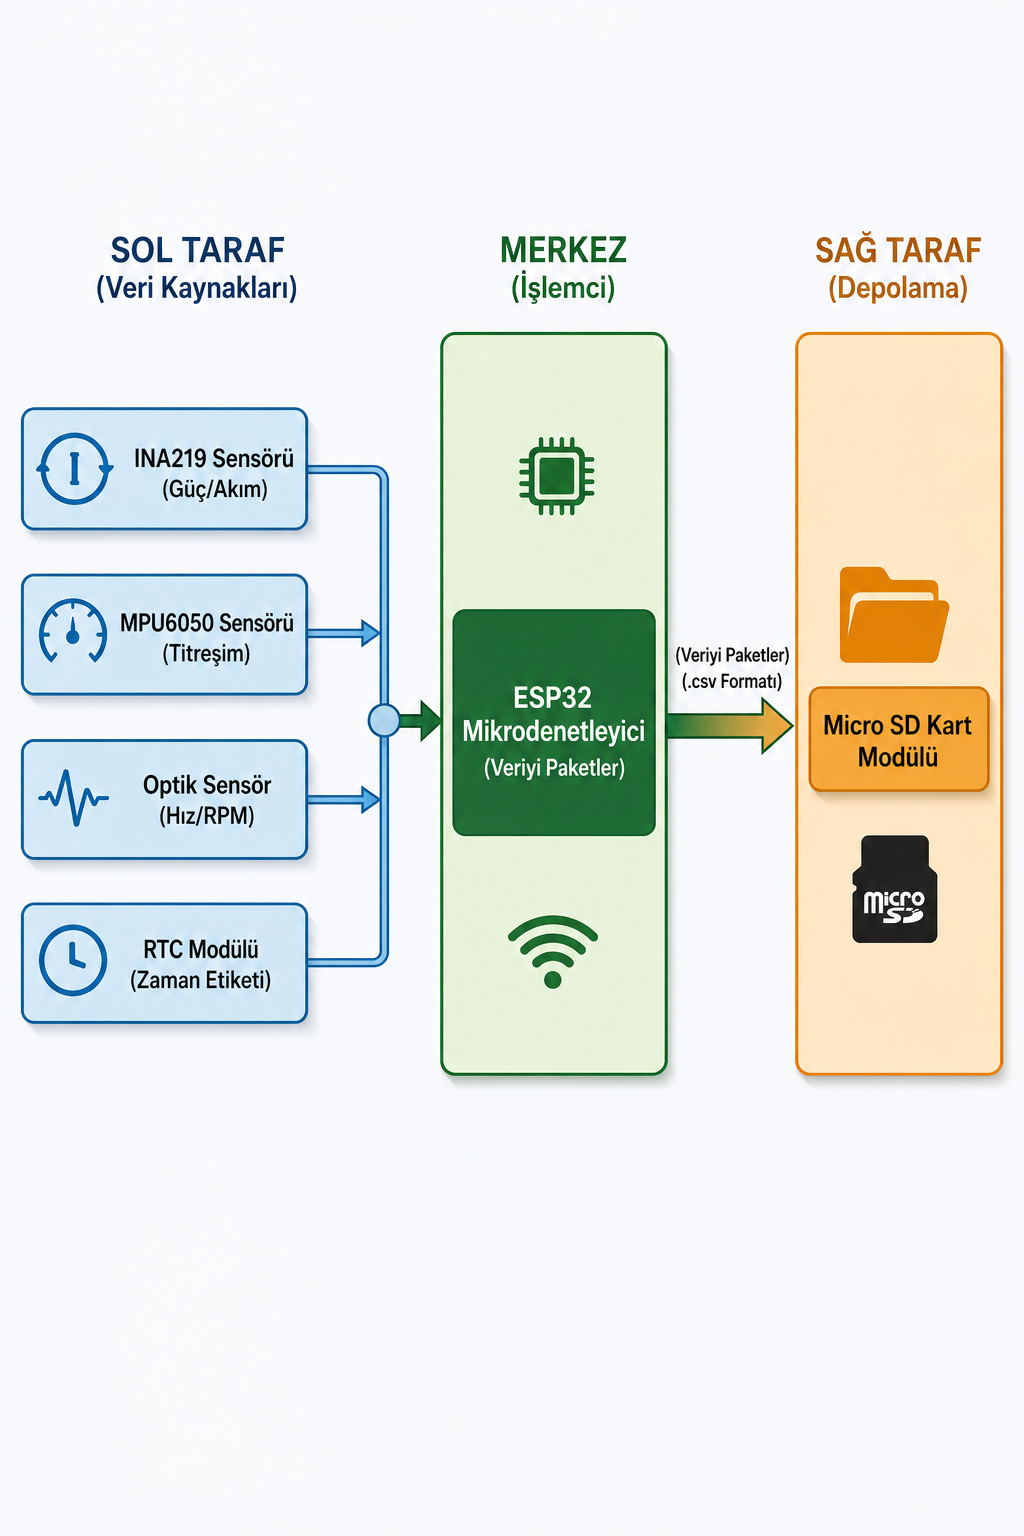 SOL TARAF
(Veri Kaynakları)
MERKEZ
(İşlemci)
SAĞ TARAF
(Depolama)
INA219 Sensörü
(Güç/Akım)
MPU6050 Sensörü
(Titreşim)
Optik Sensör
(Hız/RPM)
RTC Modülü
(Zaman Etiketi)
ESP32
Mikrodenetleyici
(Veriyi Paketler)
(Veriyi Paketler)
(.csv Formatı)
Micro SD Kart
Modülü
micro
SD